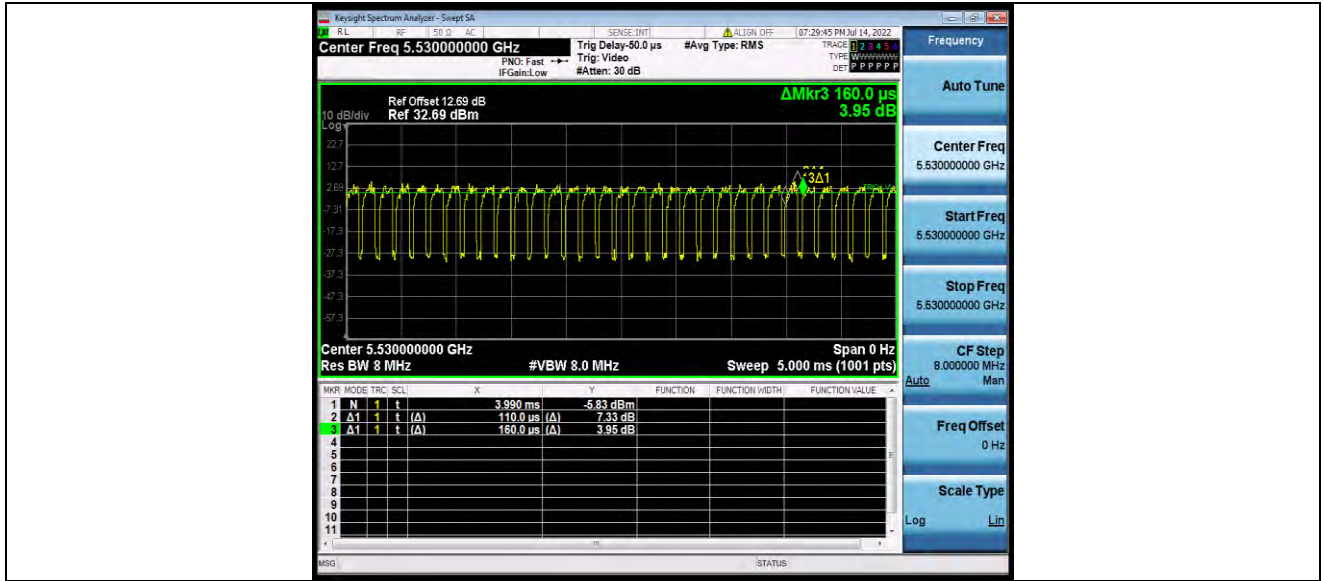 Keysight Spectrum Analyzer - Swept SA
RL RF 50 Ω AC SENSE:INT ALIGN OFF 07:29:45 PM Jul 14, 2022
Center Freq 5.530000000 GHz
PNO: Fast
IFGain:Low
Trig Delay-50.0 µs
Trig: Video
#Atten: 30 dB
#Avg Type: RMS
TRACE 1 2 3 4 5 6
TYPE WWWWWW
DET P P P P P P
ΔMkr3 160.0 µs
3.95 dB
Ref Offset 12.69 dB
10 dB/div Ref 32.69 dBm
Log
22.7
12.7
2.69
-7.31
-17.3
-27.3
-37.3
-47.3
-57.3
3Δ1
Center 5.530000000 GHz Span 0 Hz
Res BW 8 MHz #VBW 8.0 MHz Sweep 5.000 ms (1001 pts)
MKR MODE TRC SCL X Y FUNCTION FUNCTION WIDTH FUNCTION VALUE
1 N 1 t 3.990 ms -5.83 dBm
2 Δ1 1 t (Δ) 110.0 µs (Δ) 7.33 dB
3 Δ1 1 t (Δ) 160.0 µs (Δ) 3.95 dB
4
5
6
7
8
9
10
11
MSG STATUS
Frequency
Auto Tune
Center Freq
5.530000000 GHz
Start Freq
5.530000000 GHz
Stop Freq
5.530000000 GHz
CF Step
8.000000 MHz
Auto Man
Freq Offset
0 Hz
Scale Type
Log Lin